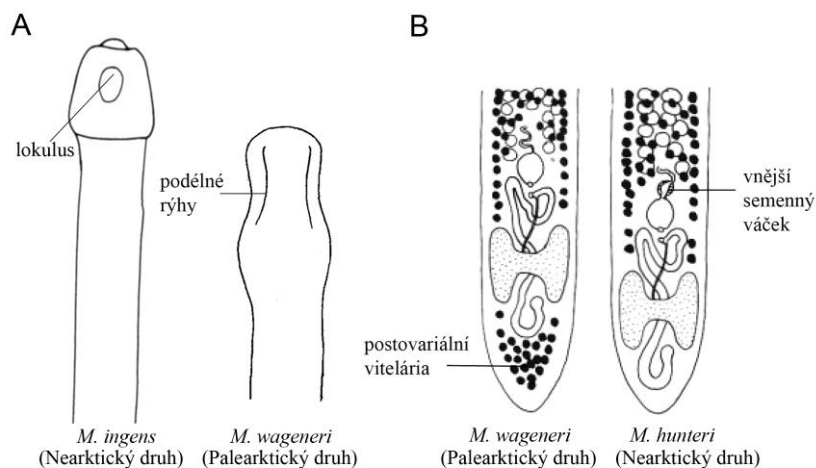 A
B
lokulus
podélné
rýhy
vnější
semenný
váček
postovariální
vitelária
M. ingens
(Nearktický druh)
M. wageneri
(Palearktický druh)
M. wageneri
(Palearktický druh)
M. hunteri
(Nearktický druh)